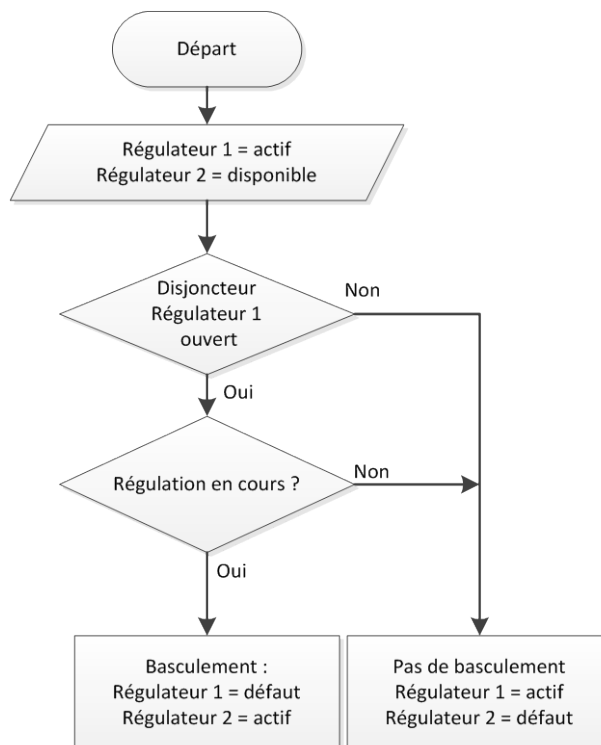 Départ
Régulateur 1 = actif
Régulateur 2 = disponible
Disjoncteur
Régulateur 1
ouvert
Non
Oui
Régulation en cours ?
Non
Oui
Basculement :
Régulateur 1 = défaut
Régulateur 2 = actif
Pas de basculement
Régulateur 1 = actif
Régulateur 2 = défaut